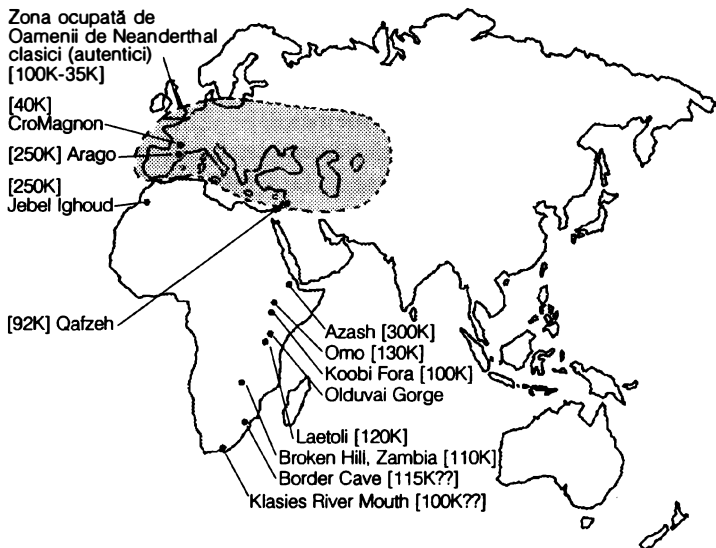 Zona ocupată de
Oamenii de Neanderthal
clasici (autentici)
[100K-35K]
[40K]
CroMagnon
[250K] Arago
[250K]
Jebel Ighoud
[92K] Qafzeh
Azash [300K]
Omo [130K]
Koobi Fora [100K]
Olduvai Gorge
Laetoli [120K]
Broken Hill, Zambia [110K]
Border Cave [115K??]
Klasies River Mouth [100K??]